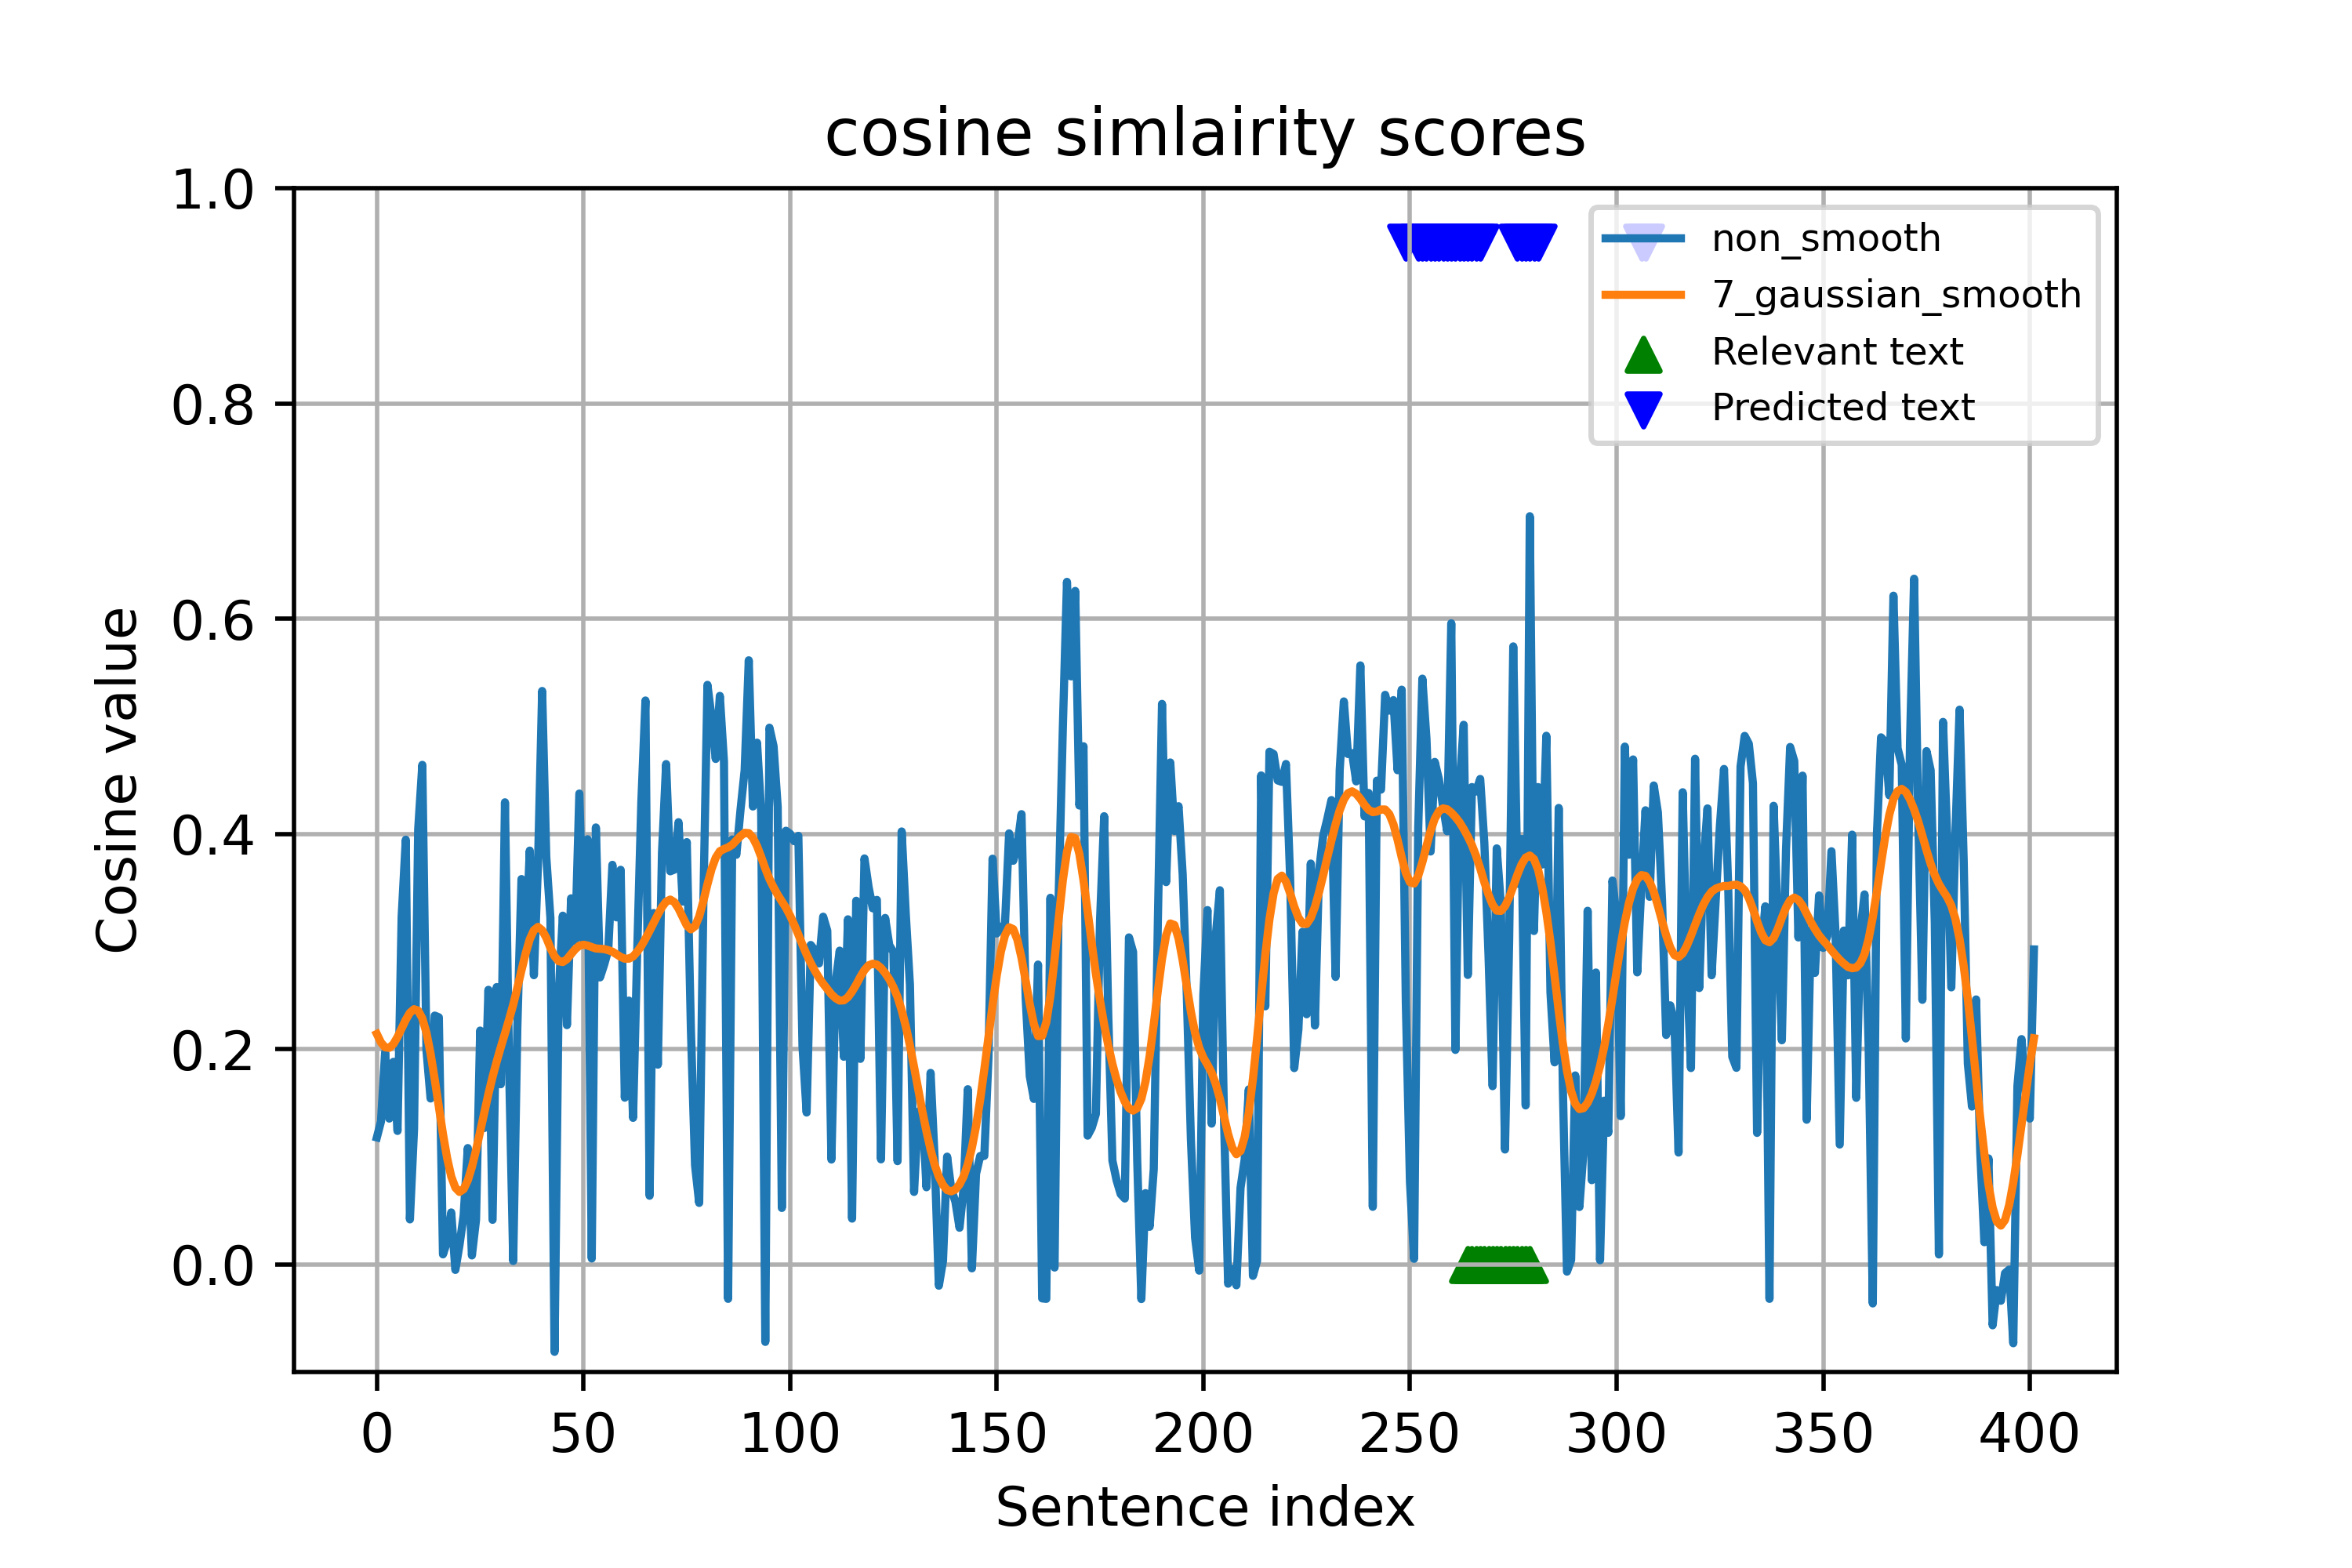 cosine simlairity scores
1.0
0.8
0.6
0.4
0.2
0.0
Cosine value
non_smooth
7_gaussian_smooth
Relevant text
Predicted text
0 50 100 150 200 250 300 350 400
Sentence index